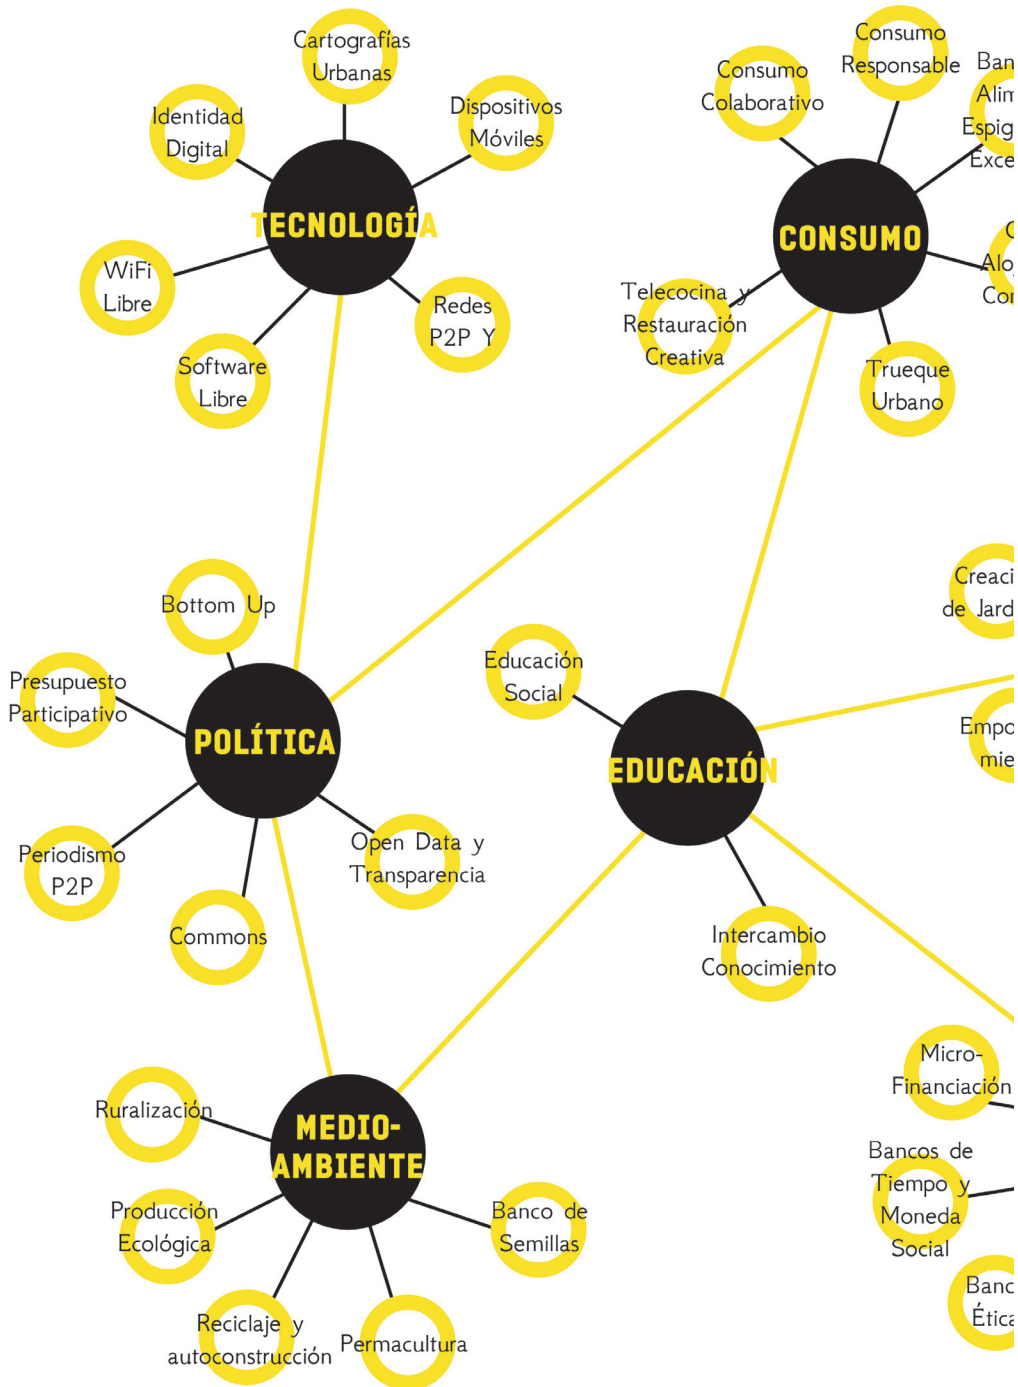 Cartografías
Urbanas
Identidad
Digital
Dispositivos
Móviles
TECNOLOGÍA
WiFi
Libre
Redes
P2P Y
Software
Libre
Consumo
Colaborativo
Consumo
Responsable
CONSUMO
Telecocina y
Restauración
Creativa
Trueque
Urbano
Bottom Up
Presupuesto
Participativo
POLÍTICA
Periodismo
P2P
Commons
Open Data y
Transparencia
Educación
Social
EDUCACIÓN
de
Intercambio
Conocimiento
Ruralización
MEDIO-
AMBIENTE
Producción
Ecológica
Reciclaje y
autoconstrucción
Permacultura
Banco de
Semillas
Micro-
Financiación
Bancos de
Tiempo y
Moneda
Social